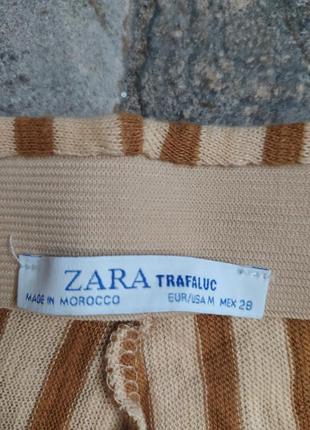 ZARA TRAFALUC
MADE IN MOROCCO EUR/USA M MEX 28